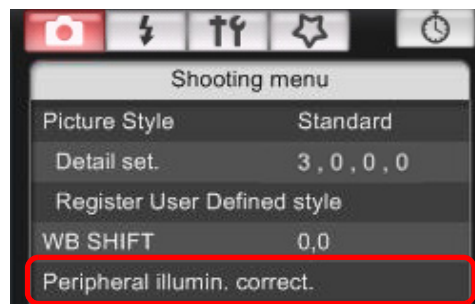 Shooting menu
Picture Style Standard
Detail set. 3 , 0 , 0 , 0
Register User Defined style
WB SHIFT 0,0
Peripheral illumin. correct.